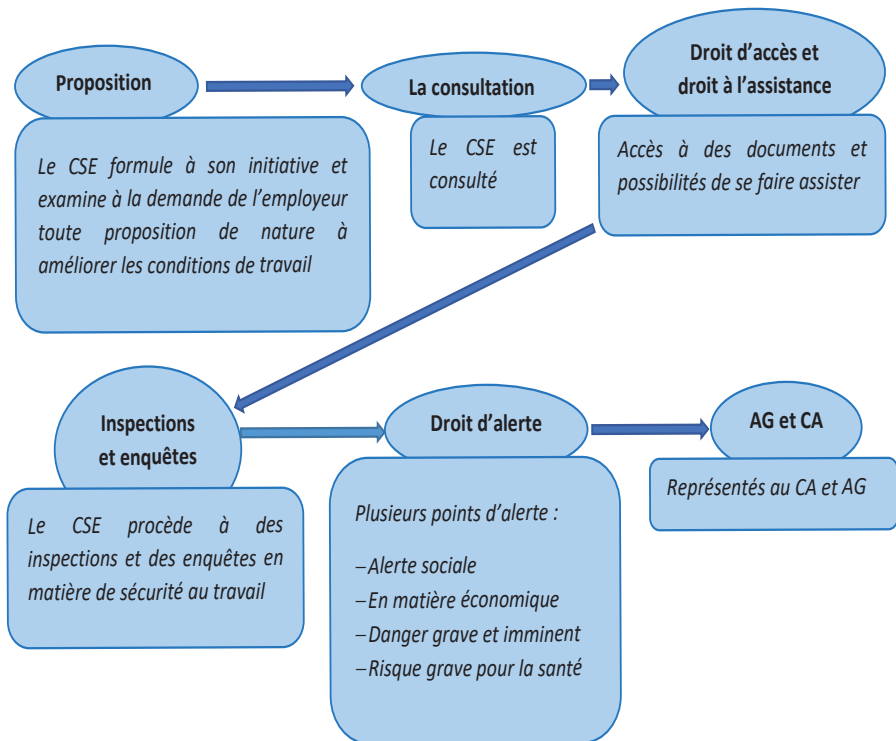 Proposition
Le CSE formule à son initiative et
examine à la demande de l'employeur
toute proposition de nature à
améliorer les conditions de travail
La consultation
Le CSE est
consulté
Droit d'accès et
droit à l'assistance
Accès à des documents et
possibilités de se faire assister
Inspections
et enquêtes
Le CSE procède à des
inspections et des enquêtes en
matière de sécurité au travail
Droit d'alerte
Plusieurs points d'alerte :
–Alerte sociale
–En matière économique
–Danger grave et imminent
–Risque grave pour la santé
AG et CA
Représentés au CA et AG